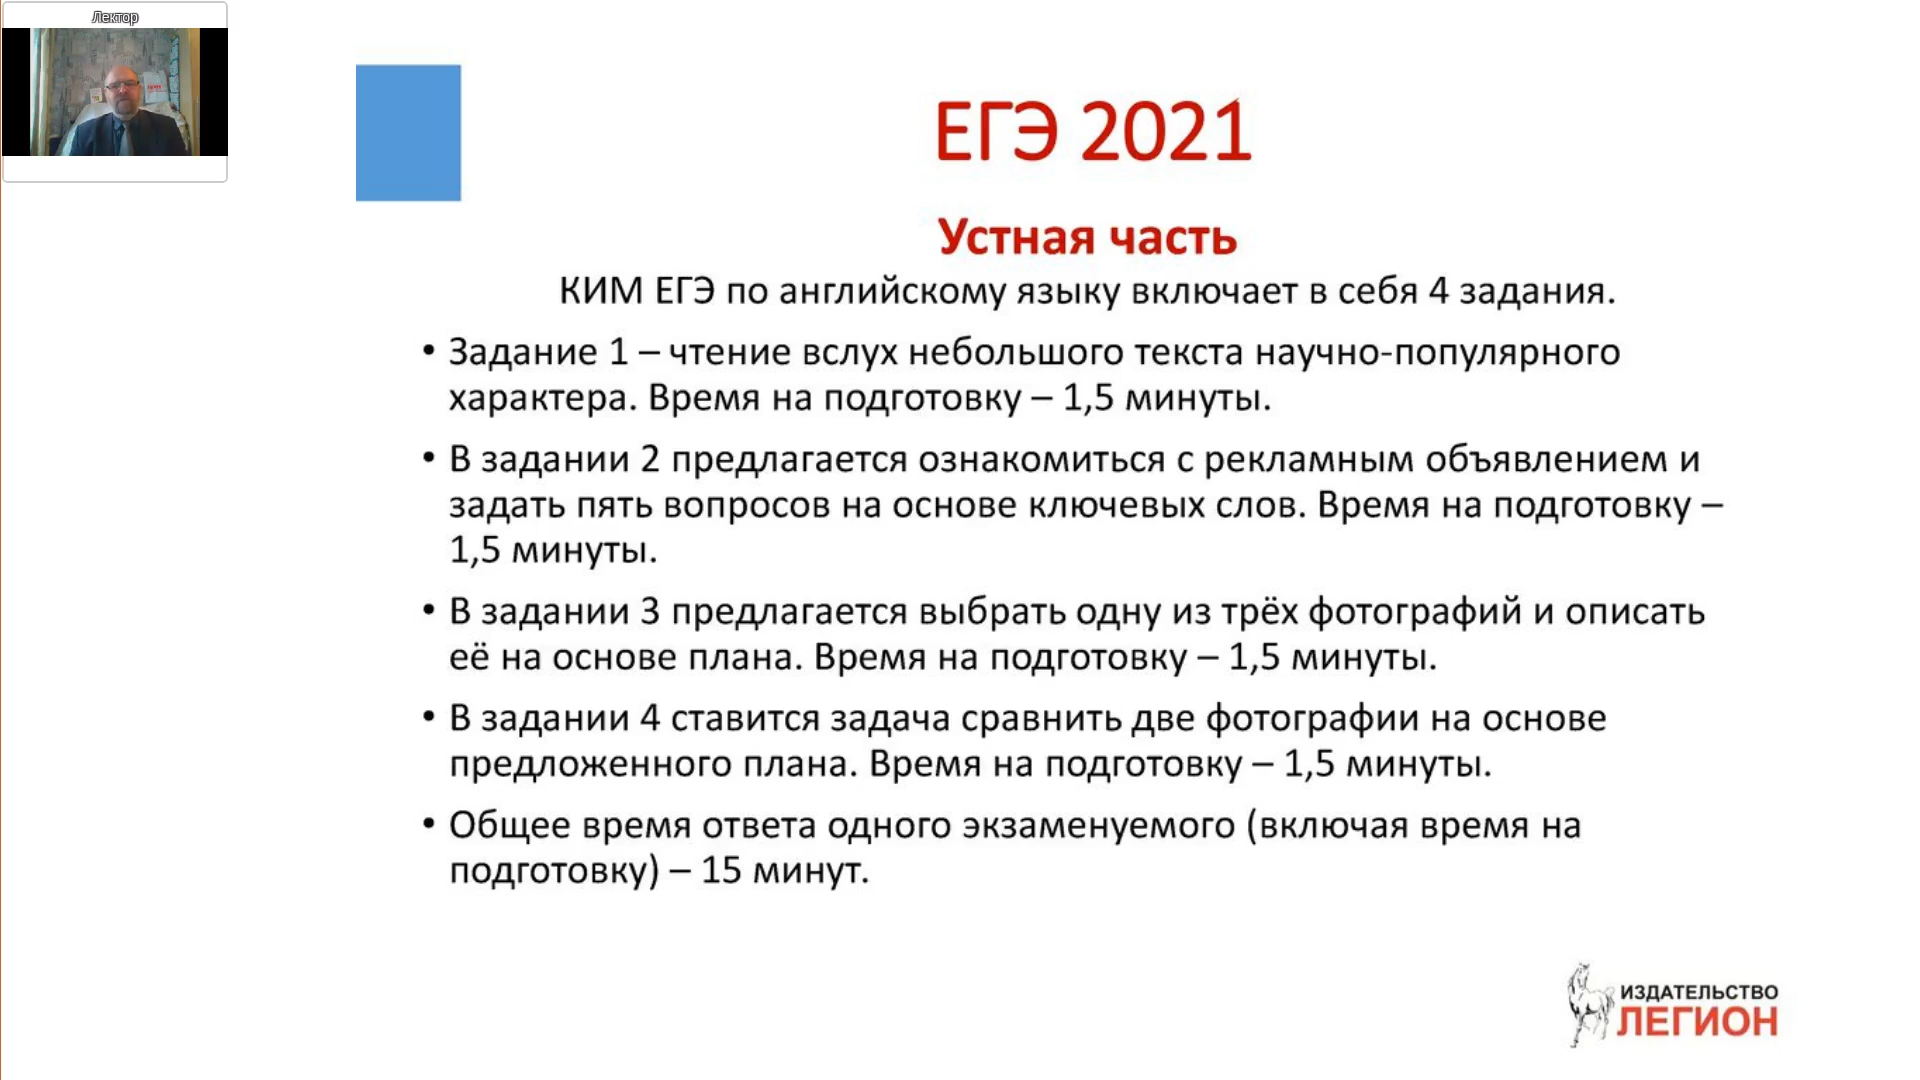 Лектор
ЕГЭ 2021
Устная часть
КИМ ЕГЭ по английскому языку включает в себя 4 задания.
• Задание 1 – чтение вслух небольшого текста научно-популярного
характера. Время на подготовку – 1,5 минуты.
• В задании 2 предлагается ознакомиться с рекламным объявлением и
задать пять вопросов на основе ключевых слов. Время на подготовку –
1,5 минуты.
• В задании 3 предлагается выбрать одну из трёх фотографий и описать
её на основе плана. Время на подготовку – 1,5 минуты.
• В задании 4 ставится задача сравнить две фотографии на основе
предложенного плана. Время на подготовку – 1,5 минуты.
• Общее время ответа одного экзаменуемого (включая время на
подготовку) – 15 минут.
ИЗДАТЕЛЬСТВО
ЛЕГИОН